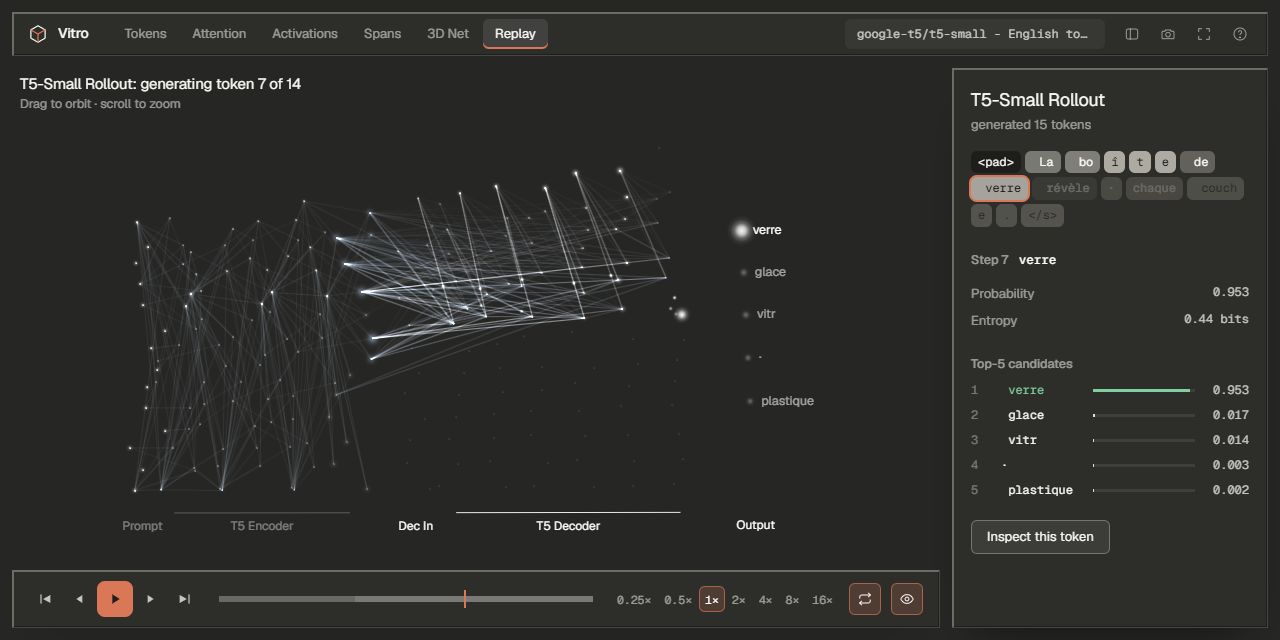 Vitro
Tokens Attention Activations Spans 3D Net Replay
google-t5/t5-small - English to…
T5-Small Rollout: generating token 7 of 14
Drag to orbit · scroll to zoom
verre
glace
vitr
.
plastique
Prompt T5 Encoder Dec In T5 Decoder Output
0.25× 0.5× 1× 2× 4× 8× 16×
T5-Small Rollout
generated 15 tokens
<pad> La bo î t e de
verre révèle · chaque couch
e . </s>
Step 7 verre
Probability 0.953
Entropy 0.44 bits
Top-5 candidates
1 verre 0.953
2 glace 0.017
3 vitr 0.014
4 · 0.003
5 plastique 0.002
Inspect this token